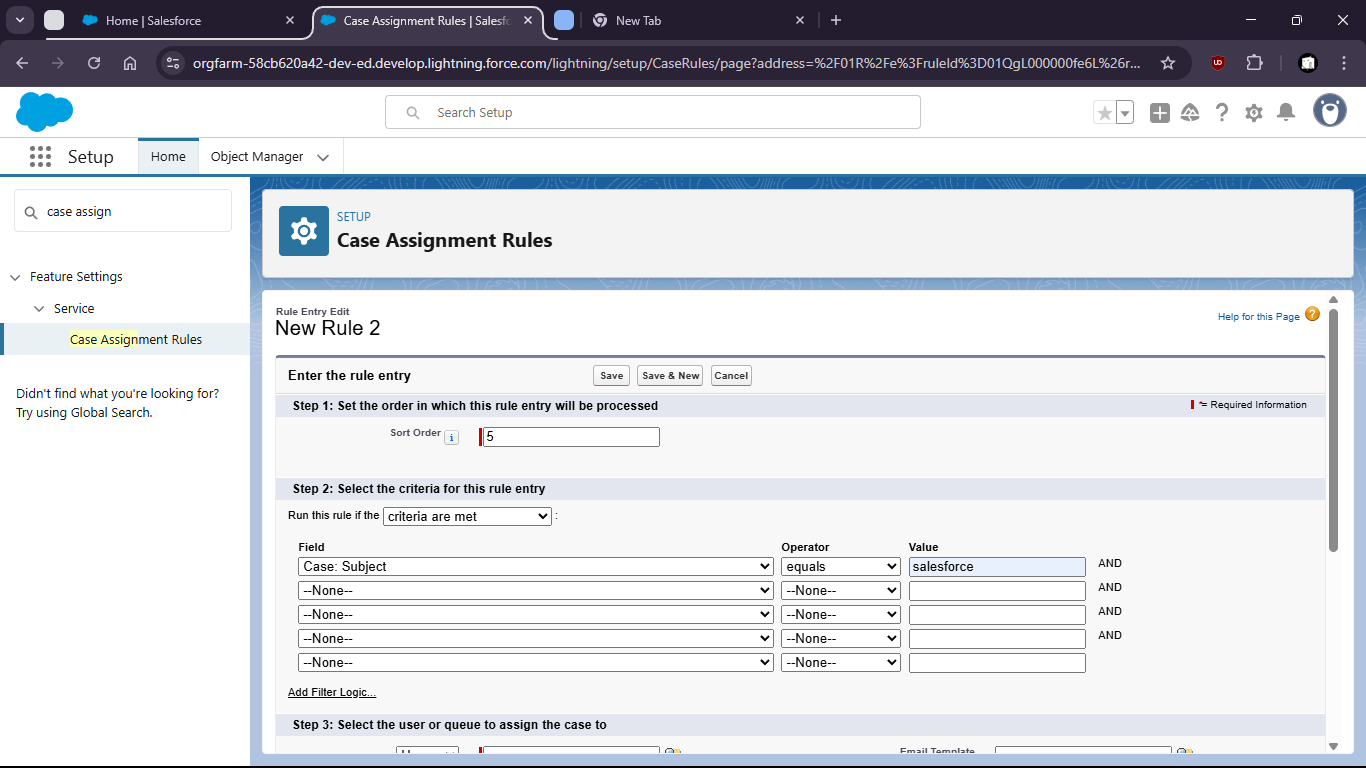 Home | Salesforce
Case Assignment Rules | Salesf
New Tab
orgfarm-58cb620a42-dev-ed.develop.lightning.force.com/lightning/setup/CaseRules/page?address=%2F01R%2Fe%3FruleId%3D01QgL000000fe6L%26r...
UD
Search Setup
Setup
Home
Object Manager
case assign
Feature Settings
Service
Case Assignment Rules
Didn't find what you're looking for?
Try using Global Search.
SETUP
Case Assignment Rules
Rule Entry Edit
New Rule 2
Help for this Page
Enter the rule entry
Save
Save & New
Cancel
Step 1: Set the order in which this rule entry will be processed
= Required Information
Sort Order
i
5
Step 2: Select the criteria for this rule entry
Run this rule if the criteria are met :
Field Operator Value
Case: Subject equals salesforce AND
--None-- --None-- AND
--None-- --None-- AND
--None-- --None-- AND
--None-- --None--
Add Filter Logic...
Step 3: Select the user or queue to assign the case to
Email Template